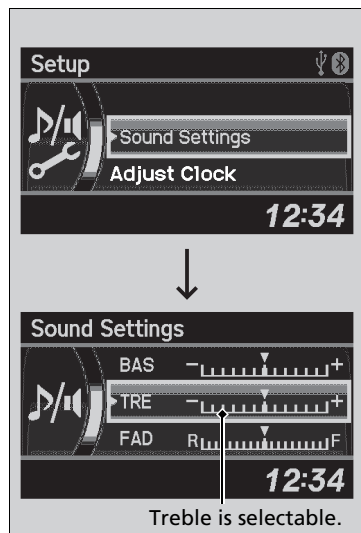 Setup
Sound Settings
Adjust Clock
12:34
Sound Settings
BAS − +
TRE − +
FAD R F
12:34
Treble is selectable.